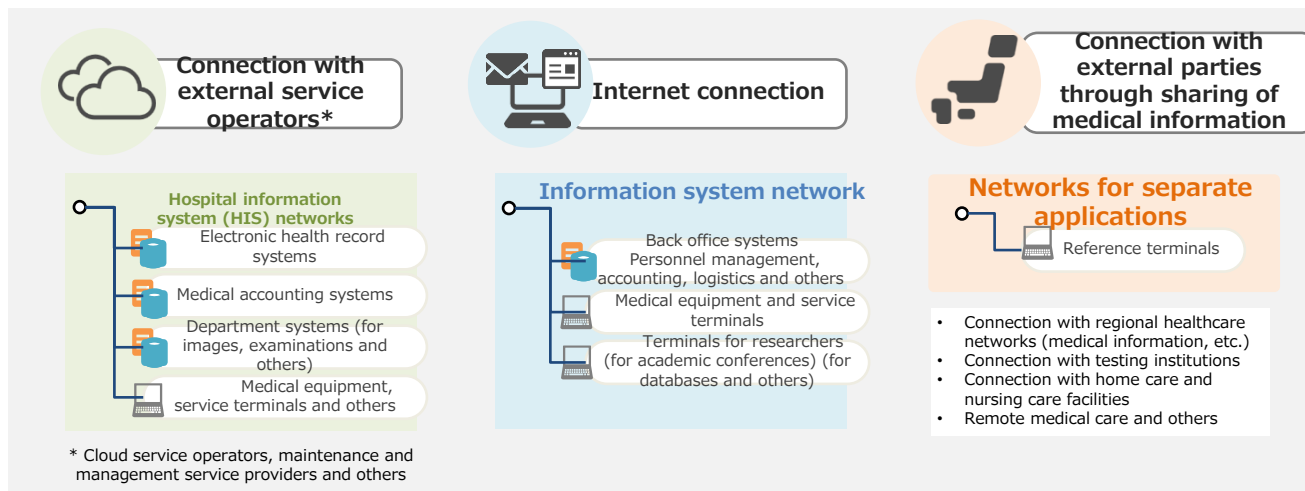 Connection with
external service
operators*
Hospital information
system (HIS) networks
Electronic health record
systems
Medical accounting systems
Department systems (for
images, examinations and
others)
Medical equipment,
service terminals and others
* Cloud service operators, maintenance and
management service providers and others
Internet connection
Information system network
Back office systems
Personnel management,
accounting, logistics and others
Medical equipment and service
terminals
Terminals for researchers
(for academic conferences) (for
databases and others)
Connection with
external parties
through sharing of
medical information
Networks for separate
applications
Reference terminals
• Connection with regional healthcare
networks (medical information, etc.)
• Connection with testing institutions
• Connection with home care and
nursing care facilities
• Remote medical care and others